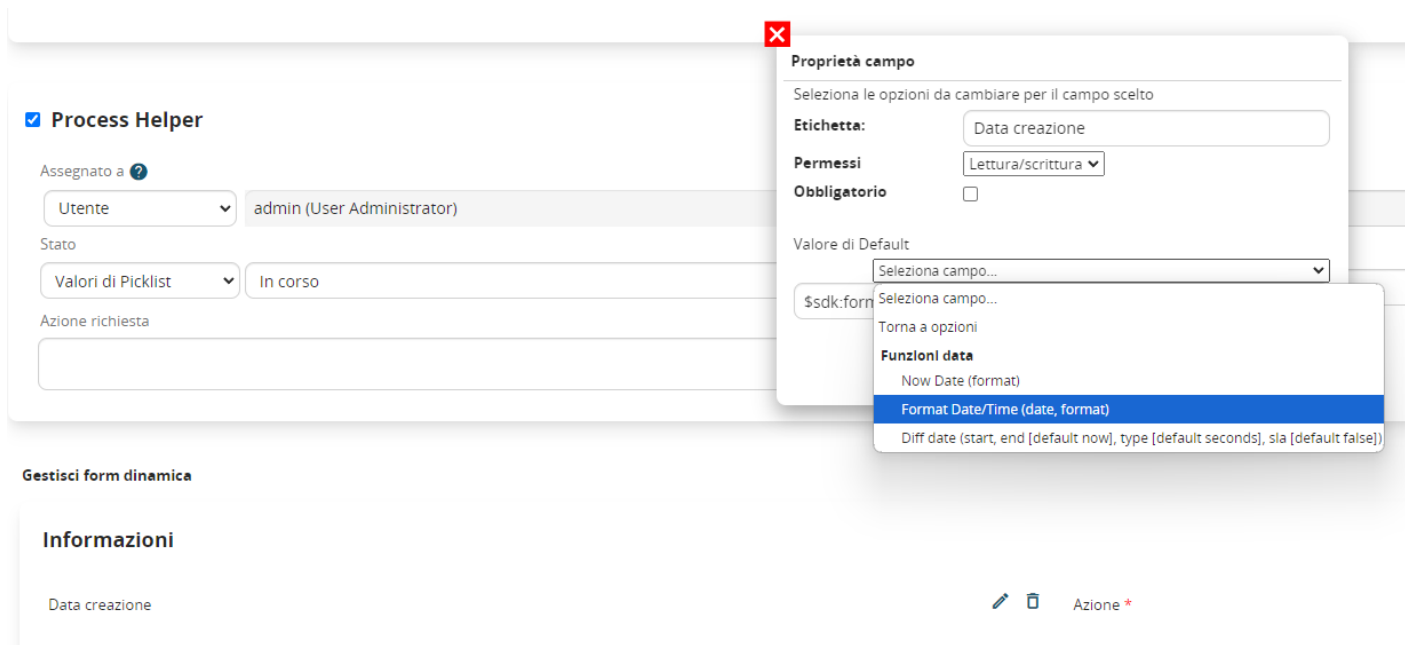 Process Helper
Assegnato a ?
Utente
admin (User Administrator)
Stato
Valori di Picklist
In corso
Azione richiesta
Proprietà campo
Seleziona le opzioni da cambiare per il campo scelto
Etichetta:
Data creazione
Permessi
Lettura/scrittura
Obbligatorio
Valore di Default
Seleziona campo...
$sdk:form
Seleziona campo...
Torna a opzioni
Funzioni data
Now Date (format)
Format Date/Time (date, format)
Diff date (start, end [default now], type [default seconds], sla [default false])
Gestisci form dinamica
Informazioni
Data creazione
Azione *